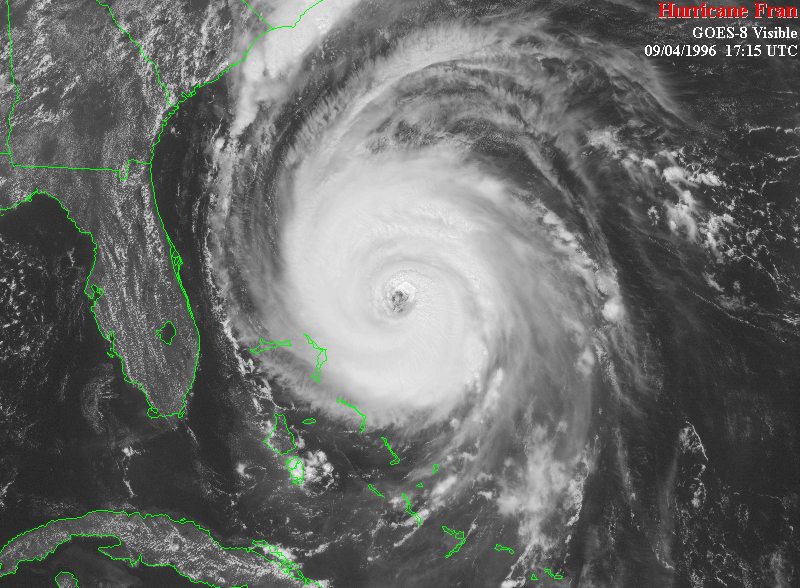 Hurricane Fran
GOES-8 Visible
09/04/1996 17:15 UTC